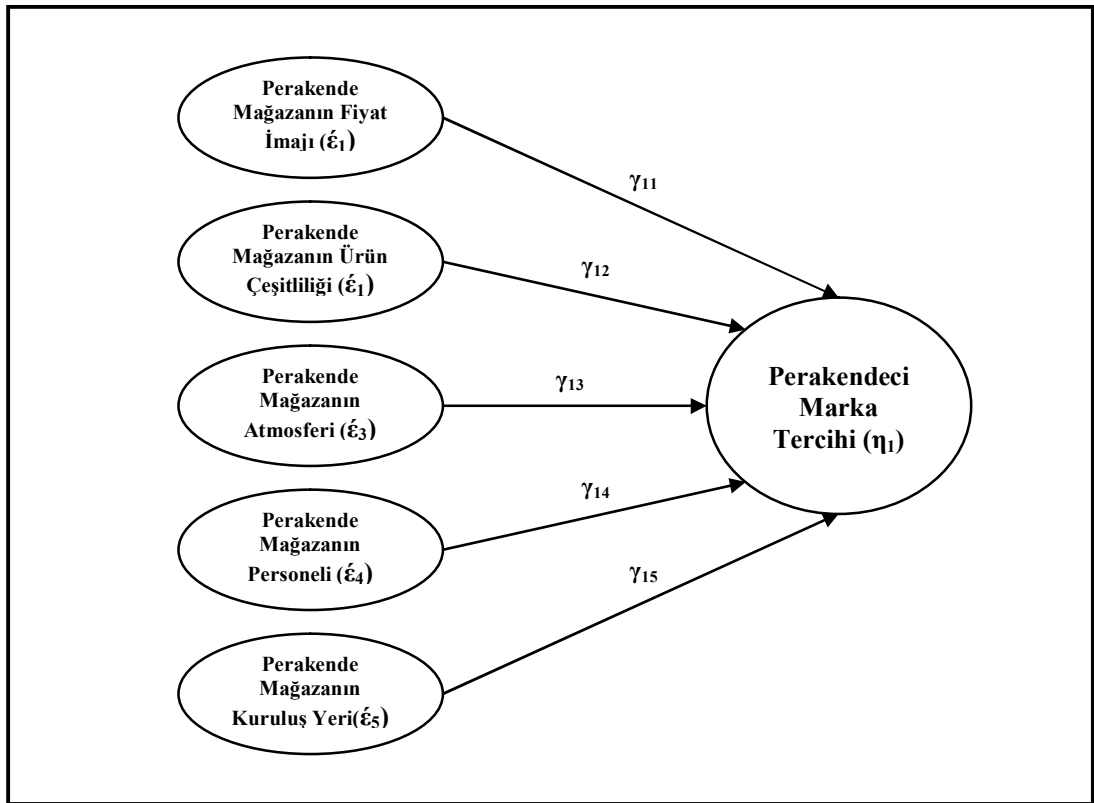 Perakende
Mağazanın Fiyat
İmajı (έ₁)
γ₁₁
Perakende
Mağazanın Ürün
Çeşitliliği (έ₁)
γ₁₂
Perakende
Mağazanın
Atmosferi (έ₃)
γ₁₃
Perakendeci
Marka
Tercihi (η₁)
Perakende
Mağazanın
Personeli (έ₄)
γ₁₄
Perakende
Mağazanın
Kuruluş Yeri(έ₅)
γ₁₅